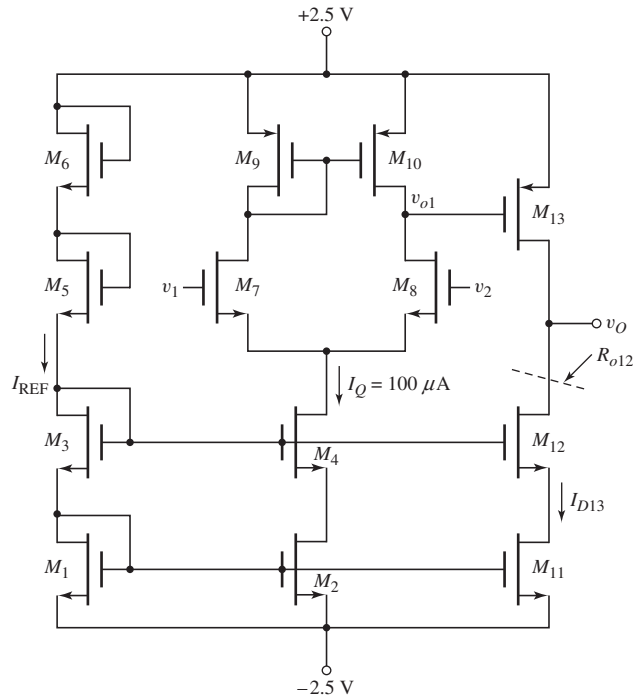 +2.5 V
M6
M9
M10
vo1
M13
M5
v1
M7
M8
v2
vO
Ro12
IREF
IQ = 100 μA
M3
M4
M12
ID13
M1
M2
M11
−2.5 V